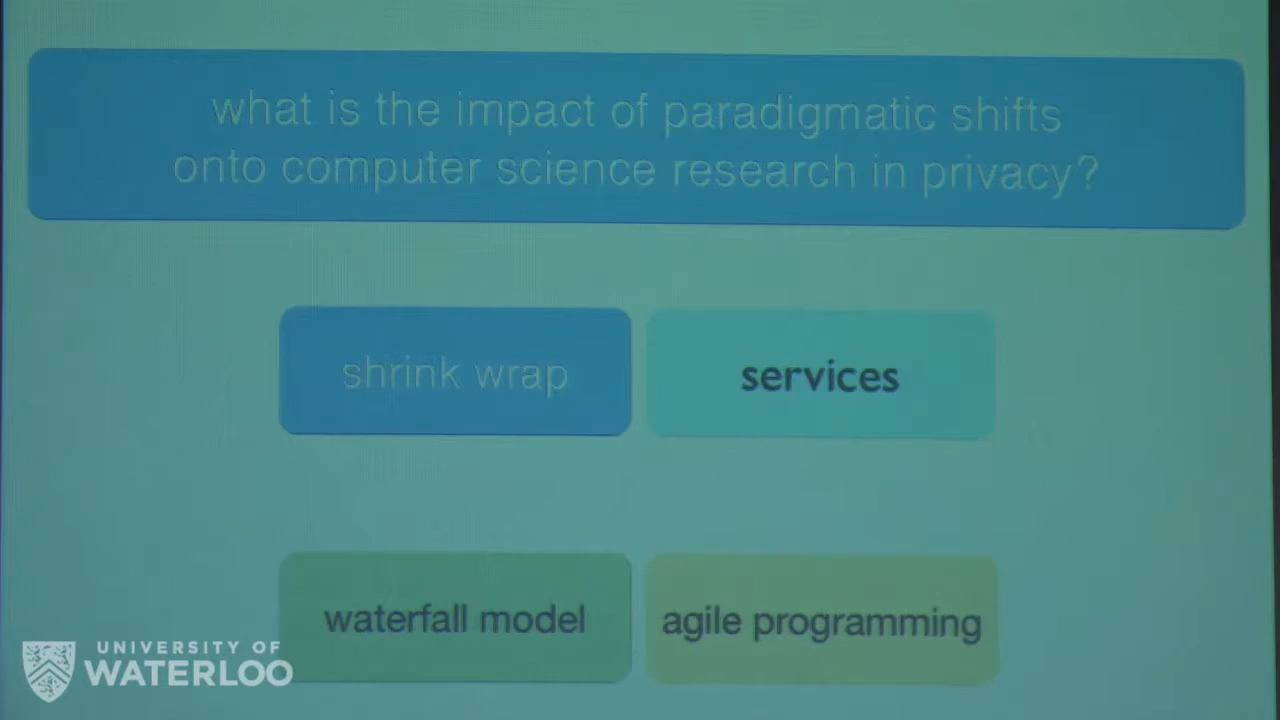 what is the impact of paradigmatic shifts
onto computer science research in privacy?
shrink wrap
services
waterfall model
agile programming
UNIVERSITY OF
WATERLOO